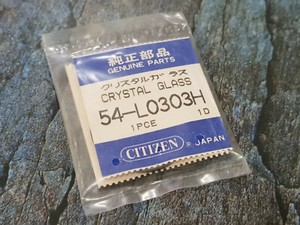 純正部品
GENUINE PARTS
クリスタルガラス
CRYSTAL GLASS
54-L0303H
1PCE 1D
CITIZEN® JAPAN